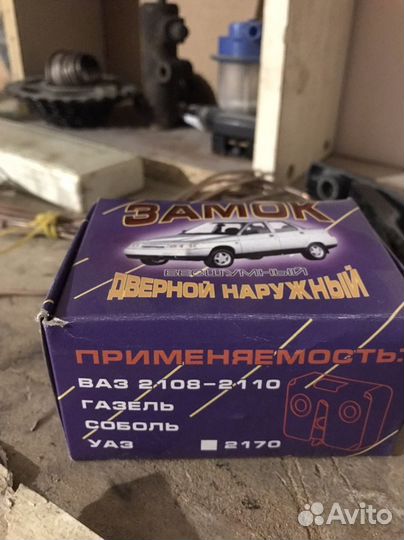 ЗАМОК
БЕСШУМНЫЙ
ДВЕРНОЙ НАРУЖНЫЙ
ПРИМЕНЯЕМОСТЬ:
ВАЗ 2108-2110
ГАЗЕЛЬ
СОБОЛЬ
УАЗ 2170
Avito